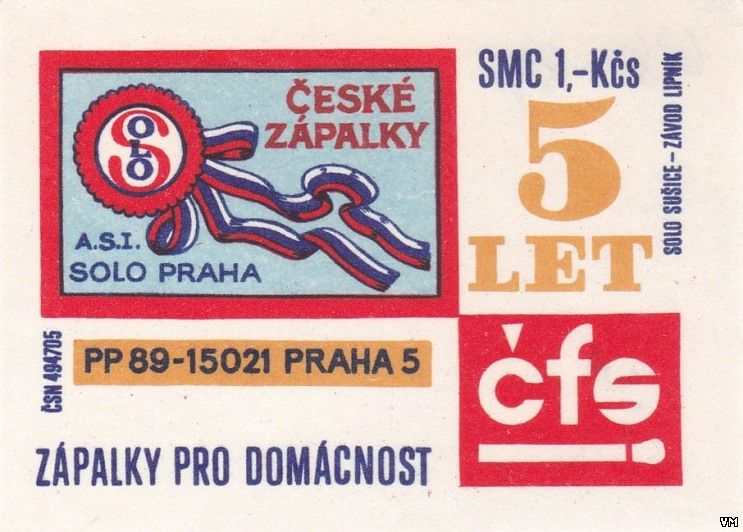 SOLO
ČESKÉ
ZÁPALKY
A.S.I.
SOLO PRAHA
SMC 1,-Kčs
5
LET
SOLO SUŠICE - ZÁVOD LIPNÍK
ČSN 494705
PP 89-15021 PRAHA 5
čfs
ZÁPALKY PRO DOMÁCNOST
VM